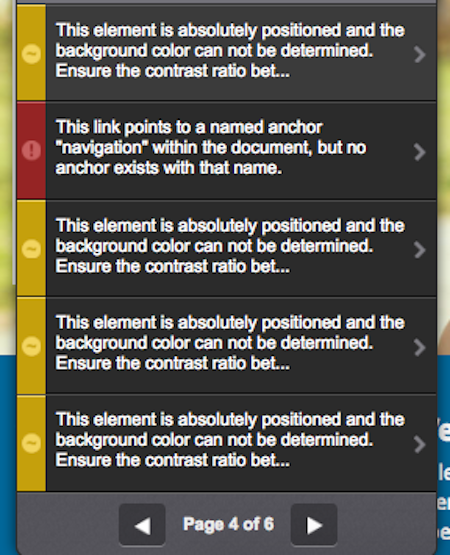 This element is absolutely positioned and the
background color can not be determined.
Ensure the contrast ratio bet...
This link points to a named anchor
"navigation" within the document, but no
anchor exists with that name.
This element is absolutely positioned and the
background color can not be determined.
Ensure the contrast ratio bet...
This element is absolutely positioned and the
background color can not be determined.
Ensure the contrast ratio bet...
This element is absolutely positioned and the
background color can not be determined.
Ensure the contrast ratio bet...
Page 4 of 6